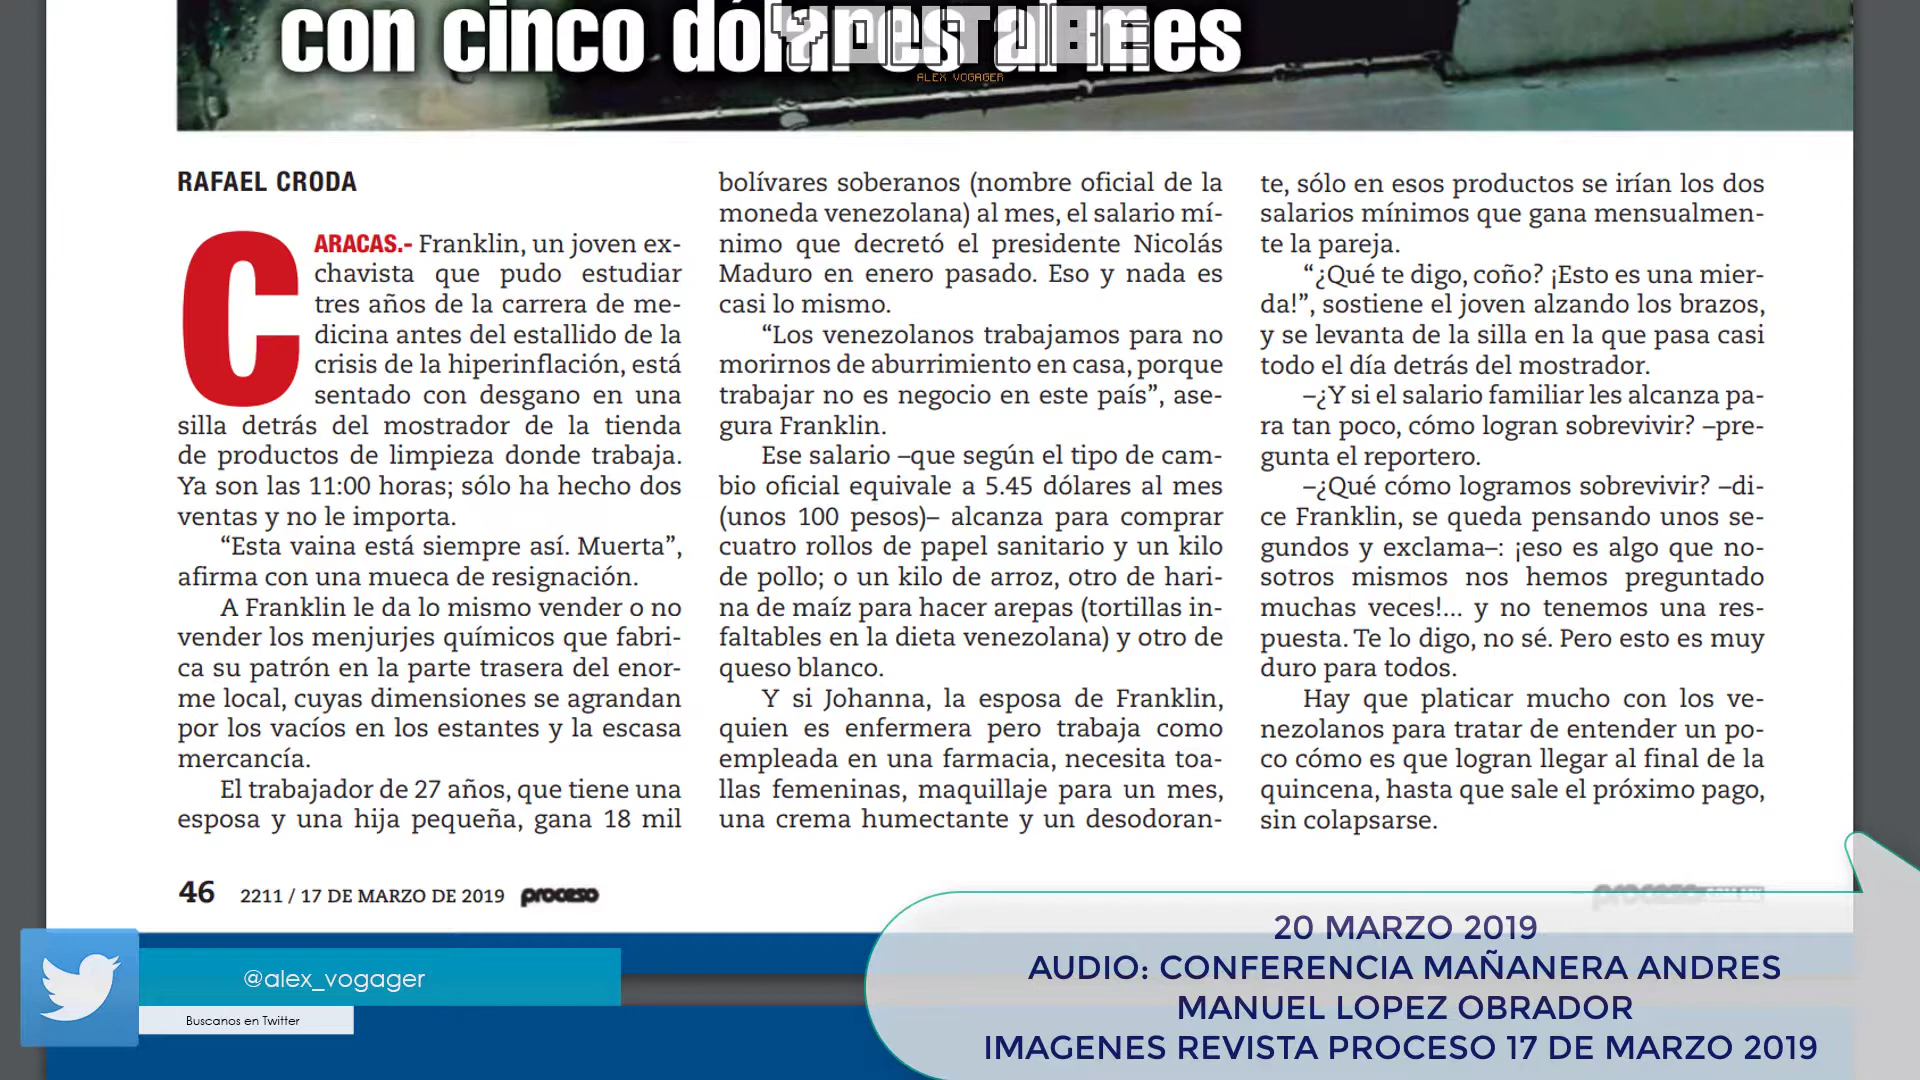 con cinco dólares al mes
YOUTUBE
ALEX VOGAGER
RAFAEL CRODA
CARACAS.- Franklin, un joven ex-
chavista que pudo estudiar
tres años de la carrera de me-
dicina antes del estallido de la
crisis de la hiperinflación, está
sentado con desgano en una
silla detrás del mostrador de la tienda
de productos de limpieza donde trabaja.
Ya son las 11:00 horas; sólo ha hecho dos
ventas y no le importa.
“Esta vaina está siempre así. Muerta”,
afirma con una mueca de resignación.
A Franklin le da lo mismo vender o no
vender los menjurjes químicos que fabri-
ca su patrón en la parte trasera del enor-
me local, cuyas dimensiones se agrandan
por los vacíos en los estantes y la escasa
mercancía.
El trabajador de 27 años, que tiene una
esposa y una hija pequeña, gana 18 mil
bolívares soberanos (nombre oficial de la
moneda venezolana) al mes, el salario mí-
nimo que decretó el presidente Nicolás
Maduro en enero pasado. Eso y nada es
casi lo mismo.
“Los venezolanos trabajamos para no
morirnos de aburrimiento en casa, porque
trabajar no es negocio en este país”, ase-
gura Franklin.
Ese salario –que según el tipo de cam-
bio oficial equivale a 5.45 dólares al mes
(unos 100 pesos)– alcanza para comprar
cuatro rollos de papel sanitario y un kilo
de pollo; o un kilo de arroz, otro de hari-
na de maíz para hacer arepas (tortillas in-
faltables en la dieta venezolana) y otro de
queso blanco.
Y si Johanna, la esposa de Franklin,
quien es enfermera pero trabaja como
empleada en una farmacia, necesita toa-
llas femeninas, maquillaje para un mes,
una crema humectante y un desodoran-
te, sólo en esos productos se irían los dos
salarios mínimos que gana mensualmen-
te la pareja.
“¿Qué te digo, coño? ¡Esto es una mier-
da!”, sostiene el joven alzando los brazos,
y se levanta de la silla en la que pasa casi
todo el día detrás del mostrador.
–¿Y si el salario familiar les alcanza pa-
ra tan poco, cómo logran sobrevivir? –pre-
gunta el reportero.
–¿Qué cómo logramos sobrevivir? –di-
ce Franklin, se queda pensando unos se-
gundos y exclama–: ¡eso es algo que no-
sotros mismos nos hemos preguntado
muchas veces!... y no tenemos una res-
puesta. Te lo digo, no sé. Pero esto es muy
duro para todos.
Hay que platicar mucho con los ve-
nezolanos para tratar de entender un po-
co cómo es que logran llegar al final de la
quincena, hasta que sale el próximo pago,
sin colapsarse.
46 2211 / 17 DE MARZO DE 2019 proceso
@alex_vogager
Buscanos en Twitter
20 MARZO 2019
AUDIO: CONFERENCIA MAÑANERA ANDRES
MANUEL LOPEZ OBRADOR
IMAGENES REVISTA PROCESO 17 DE MARZO 2019